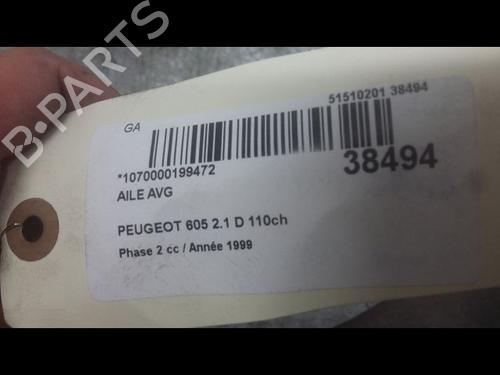 B-PARTS
51510201 38494
GA
*1070000199472
38494
AILE AVG
PEUGEOT 605 2.1 D 110ch
Phase 2 cc / Année 1999